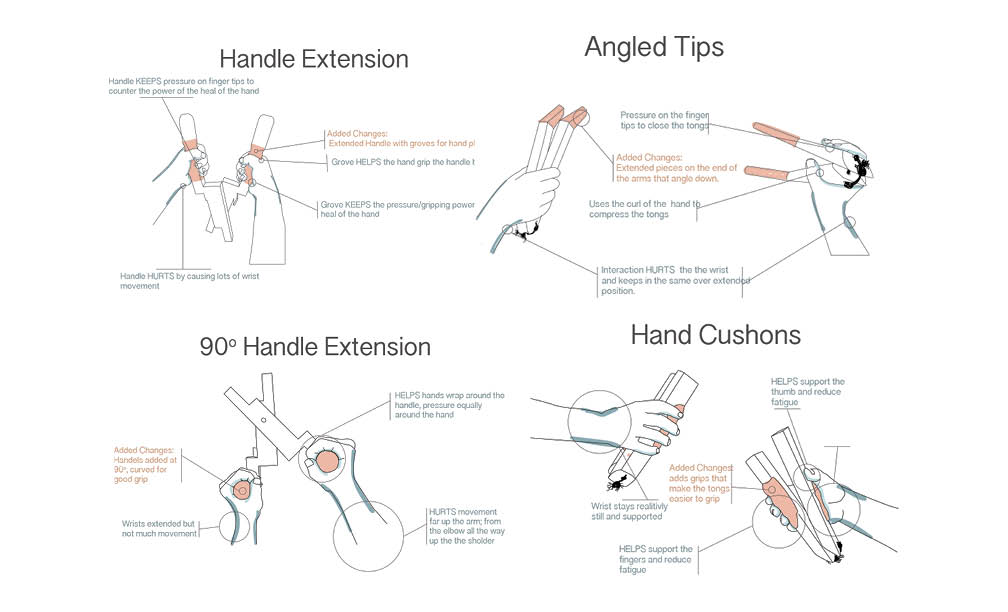 Handle Extension
Handle KEEPS pressure on finger tips to
counter the power of the heal of the hand
Added Changes:
Extended Handle with groves for hand pl
Grove HELPS the hand grip the handle b
Grove KEEPS the pressure/gripping power
heal of the hand
Handle HURTS by causing lots of wrist
movement
Angled Tips
Pressure on the finger
tips to close the tongs
Added Changes:
Extended pieces on the end of
the arms that angle down.
Uses the curl of the hand to
compress the tongs
Interaction HURTS the the wrist
and keeps in the same over extended
position.
90º Handle Extension
HELPS hands wrap around the
handle, pressure equally
around the hand
Added Changes:
Handels added at
90º, curved for
good grip
Wrists extended but
not much movement
HURTS movement
far up the arm; from
the elbow all the way
up the the sholder
Hand Cushons
HELPS support the
thumb and reduce
fatigue
Added Changes:
adds grips that
make the tongs
easier to grip
Wrist stays realitivly
still and supported
HELPS support the
fingers and reduce
fatigue